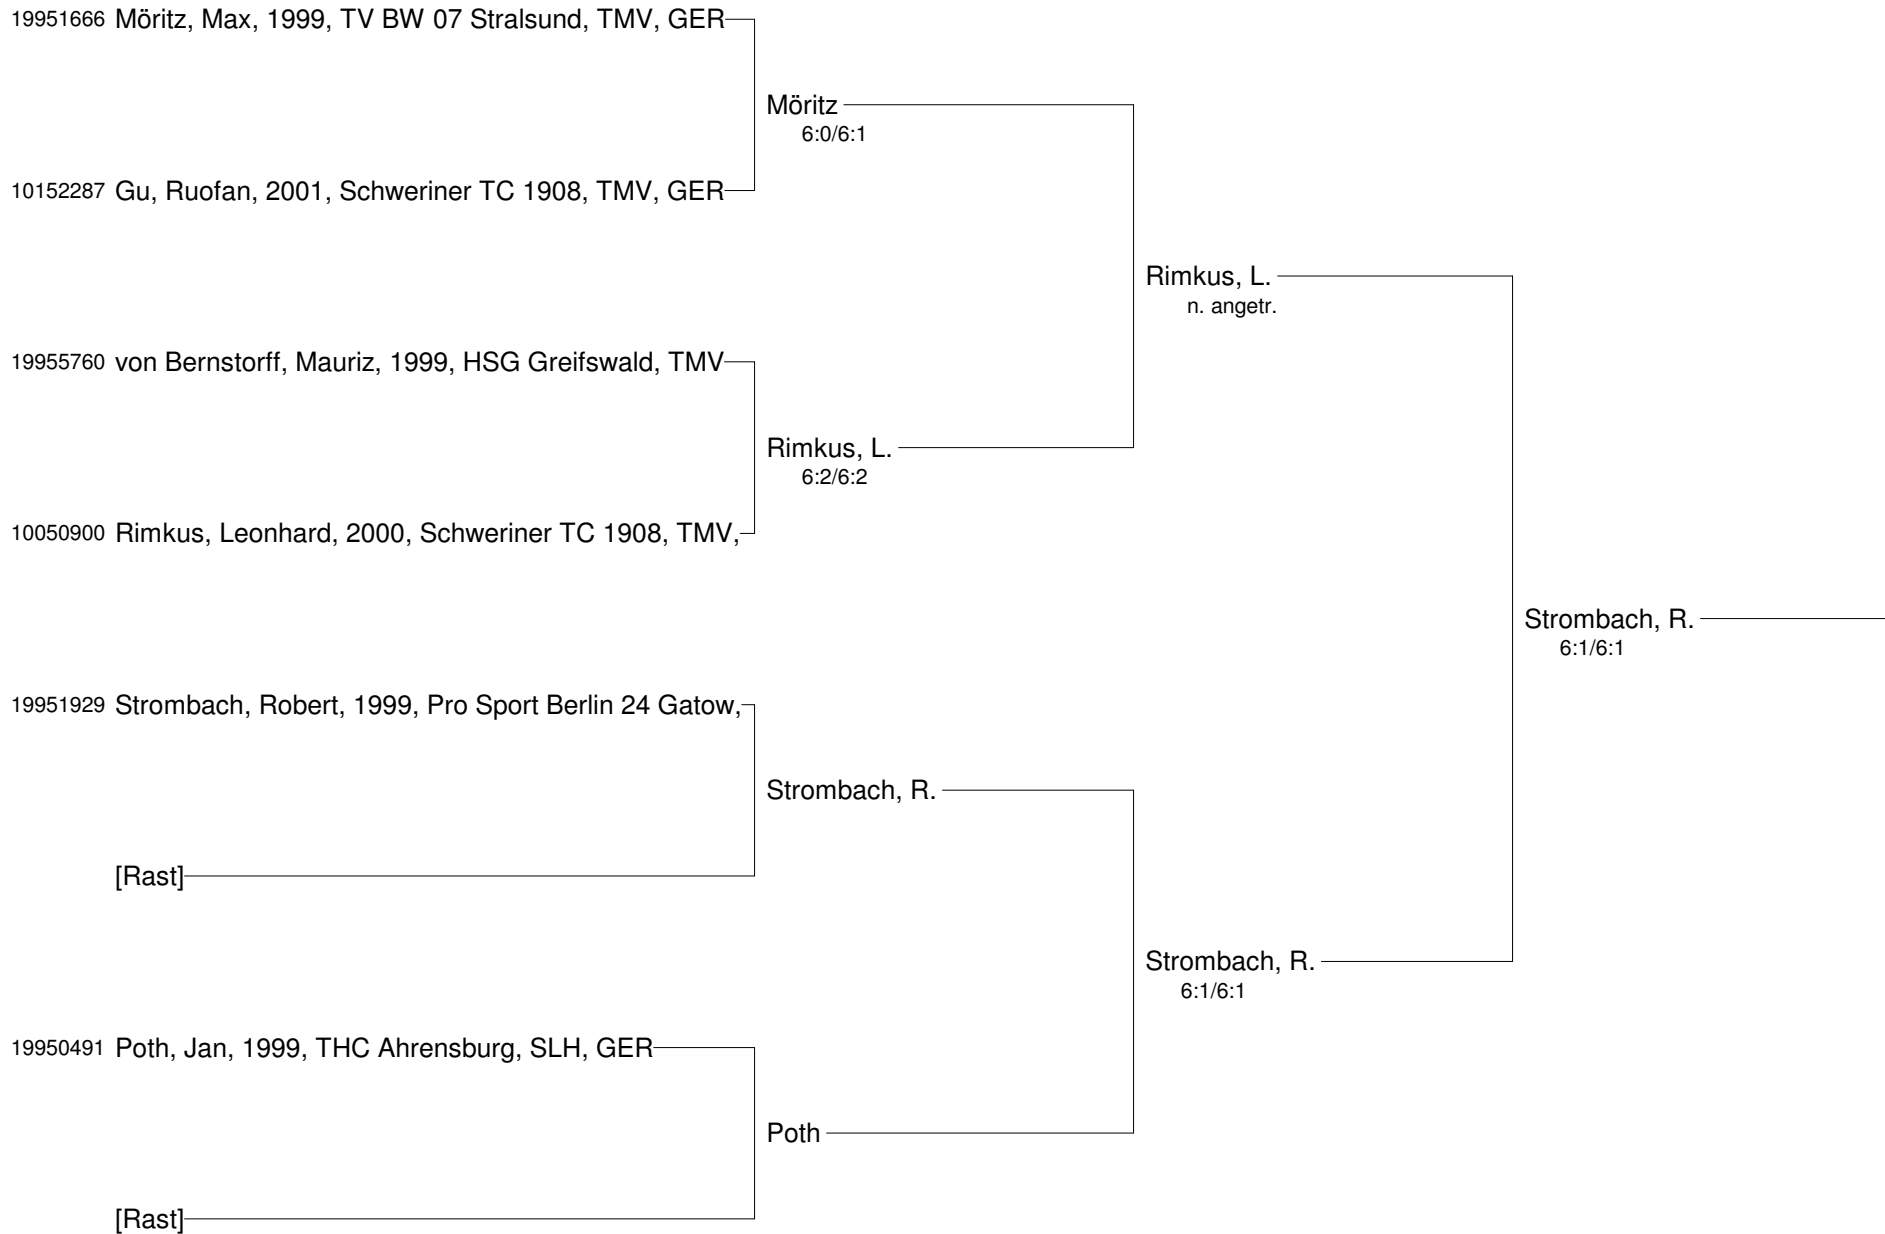 19951666 Möritz, Max, 1999, TV BW 07 Stralsund, TMV, GER
Möritz
6:0/6:1
10152287 Gu, Ruofan, 2001, Schweriner TC 1908, TMV, GER
Rimkus, L.
n. angetr.
19955760 von Bernstorff, Mauriz, 1999, HSG Greifswald, TMV
Rimkus, L.
6:2/6:2
10050900 Rimkus, Leonhard, 2000, Schweriner TC 1908, TMV,
Strombach, R.
6:1/6:1
19951929 Strombach, Robert, 1999, Pro Sport Berlin 24 Gatow,
Strombach, R.
[Rast]
Strombach, R.
6:1/6:1
19950491 Poth, Jan, 1999, THC Ahrensburg, SLH, GER
Poth
[Rast]